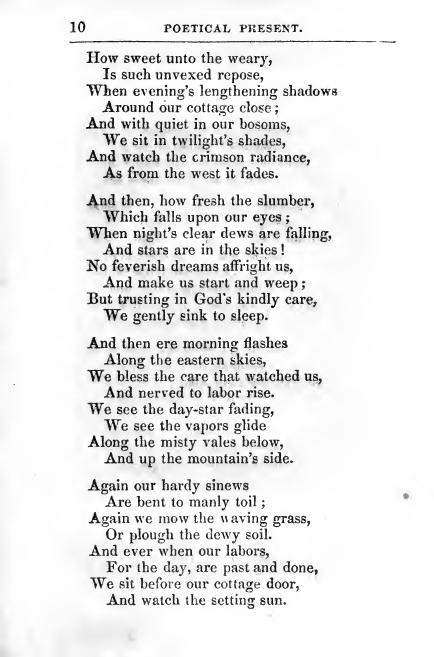 10 POETICAL PRESENT.
How sweet unto the weary,
Is such unvexed repose,
When evening's lengthening shadows
Around our cottage close;
And with quiet in our bosoms,
We sit in twilight's shades,
And watch the crimson radiance,
As from the west it fades.
And then, how fresh the slumber,
Which falls upon our eyes;
When night's clear dews are falling,
And stars are in the skies!
No feverish dreams affright us,
And make us start and weep;
But trusting in God's kindly care,
We gently sink to sleep.
And then ere morning flashes
Along the eastern skies,
We bless the care that watched us,
And nerved to labor rise.
We see the day-star fading,
We see the vapors glide
Along the misty vales below,
And up the mountain's side.
Again our hardy sinews
Are bent to manly toil;
Again we mow the waving grass,
Or plough the dewy soil.
And ever when our labors,
For the day, are past and done,
We sit before our cottage door,
And watch the setting sun.